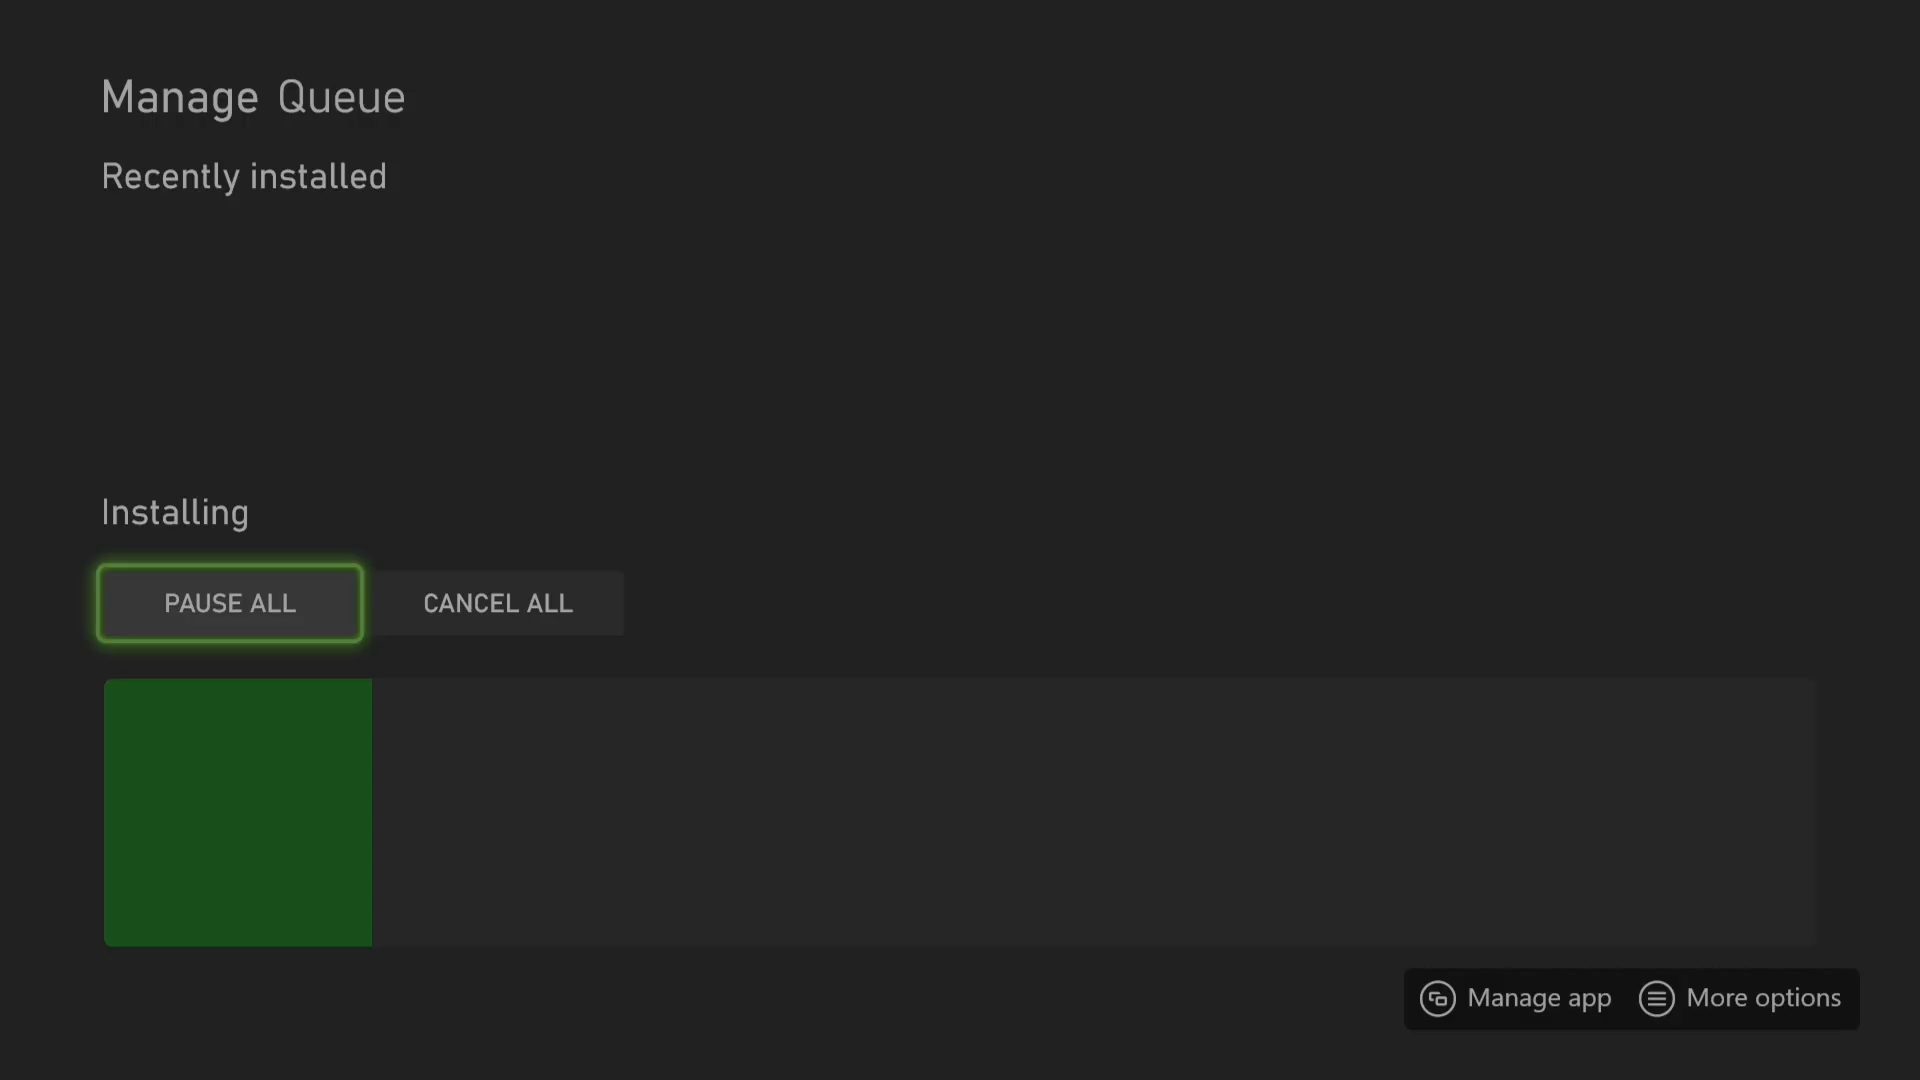 Manage Queue
Recently installed
Installing
PAUSE ALL
CANCEL ALL
Manage app
More options